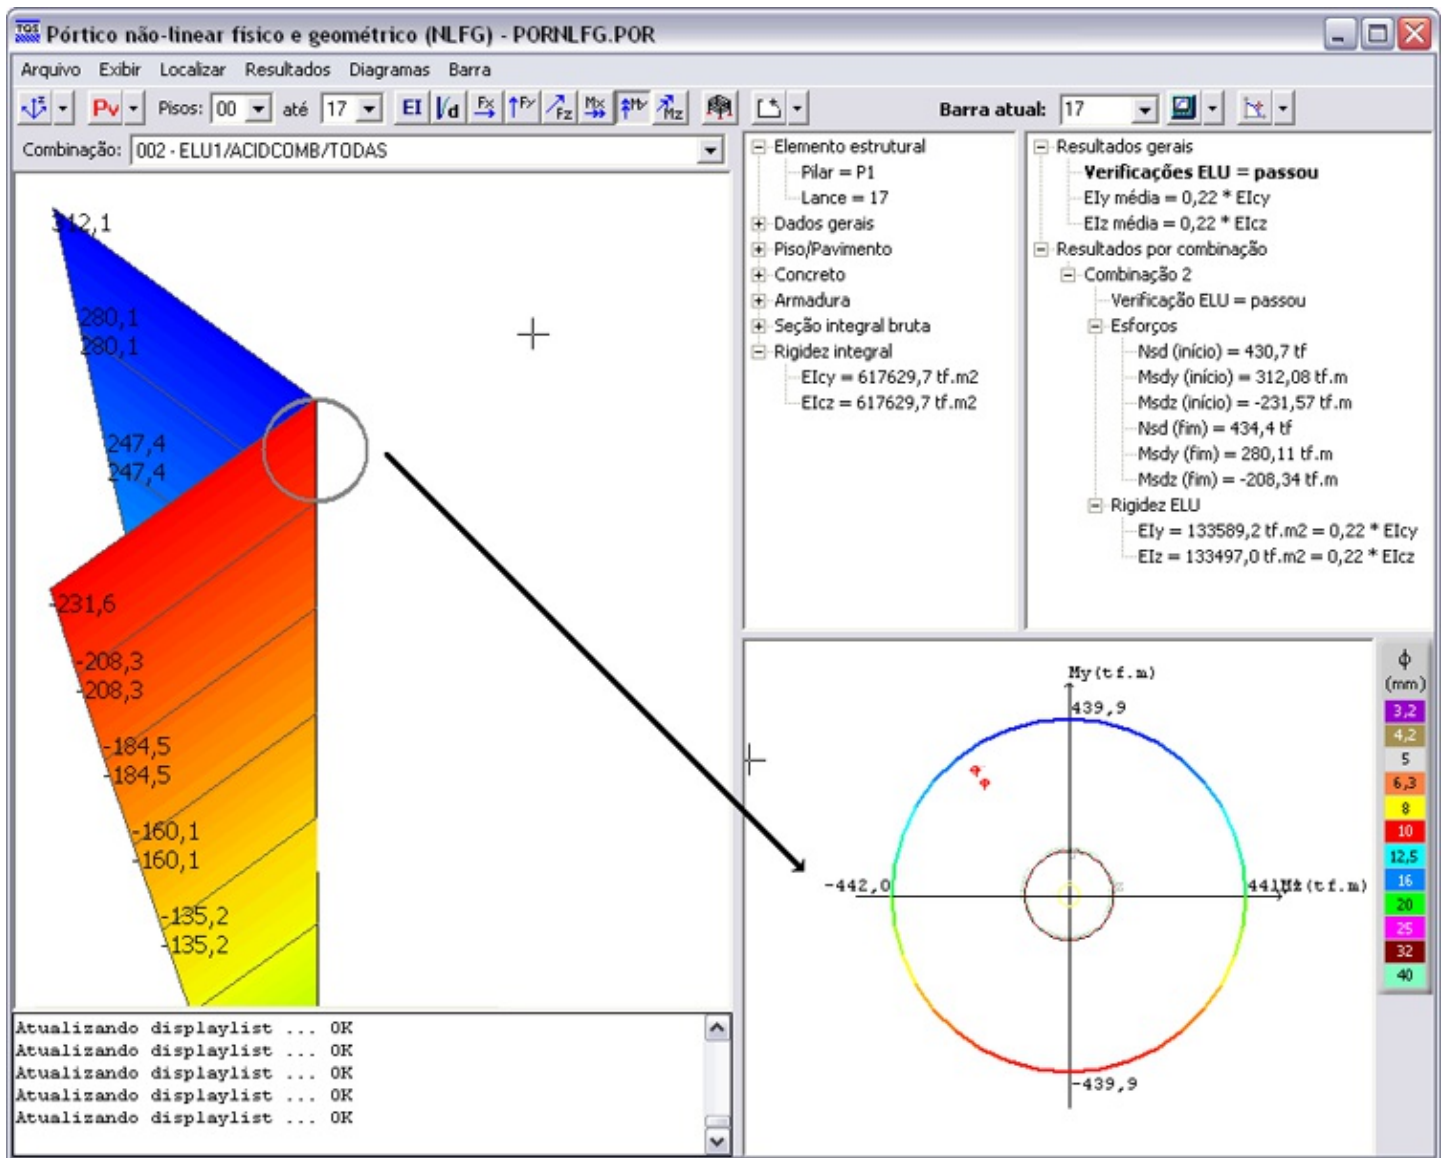 TQS Pórtico não-linear físico e geométrico (NLFG) - PORNLFG.POR
Arquivo Exibir Localizar Resultados Diagramas Barra
Pv Pisos: 00 até 17 EI /d Fx Fy Fz Mx My Mz Barra atual: 17
Combinação: 002 - ELU1/ACIDCOMB/TODAS
312,1
280,1
280,1
247,4
247,4
-231,6
-208,3
-208,3
-184,5
-184,5
-160,1
-160,1
-135,2
-135,2
Atualizando displaylist ... OK
Atualizando displaylist ... OK
Atualizando displaylist ... OK
Atualizando displaylist ... OK
Atualizando displaylist ... OK
Elemento estrutural
Pilar = P1
Lance = 17
Dados gerais
Piso/Pavimento
Concreto
Armadura
Seção integral bruta
Rigidez integral
EIcy = 617629,7 tf.m2
EIcz = 617629,7 tf.m2
Resultados gerais
Verificações ELU = passou
EIy média = 0,22 * EIcy
EIz média = 0,22 * EIcz
Resultados por combinação
Combinação 2
Verificação ELU = passou
Esforços
Nsd (início) = 430,7 tf
Msdy (início) = 312,08 tf.m
Msdz (início) = -231,57 tf.m
Nsd (fim) = 434,4 tf
Msdy (fim) = 280,11 tf.m
Msdz (fim) = -208,34 tf.m
Rigidez ELU
EIy = 133589,2 tf.m2 = 0,22 * EIcy
EIz = 133497,0 tf.m2 = 0,22 * EIcz
My(tf.m)
439,9
-442,0
(tf.m)
-439,9
ϕ
(mm)
3,2
4,2
5
6,3
8
10
12,5
16
20
25
32
40